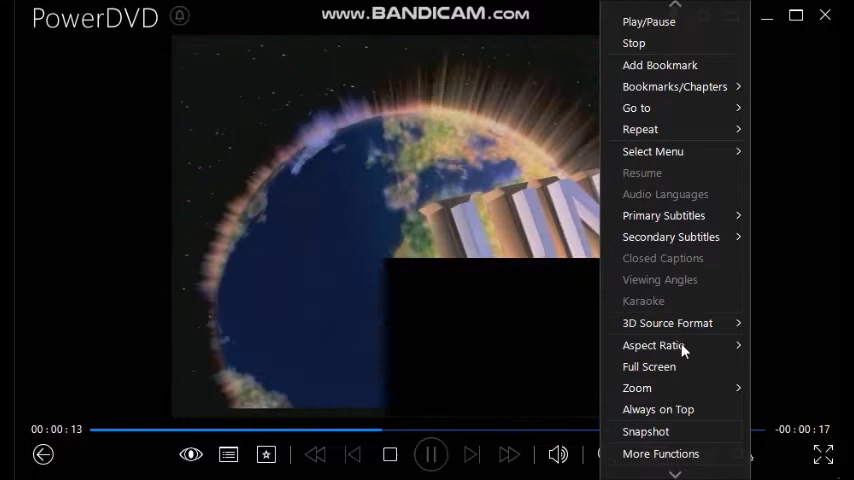 PowerDVD
www.BANDICAM.com
Play/Pause
Stop
Add Bookmark
Bookmarks/Chapters
Go to
Repeat
Select Menu
Resume
Audio Languages
Primary Subtitles
Secondary Subtitles
Closed Captions
Viewing Angles
Karaoke
3D Source Format
Aspect Ratio
Full Screen
Zoom
Always on Top
Snapshot
More Functions
UN
00:00:13
-00:00:17